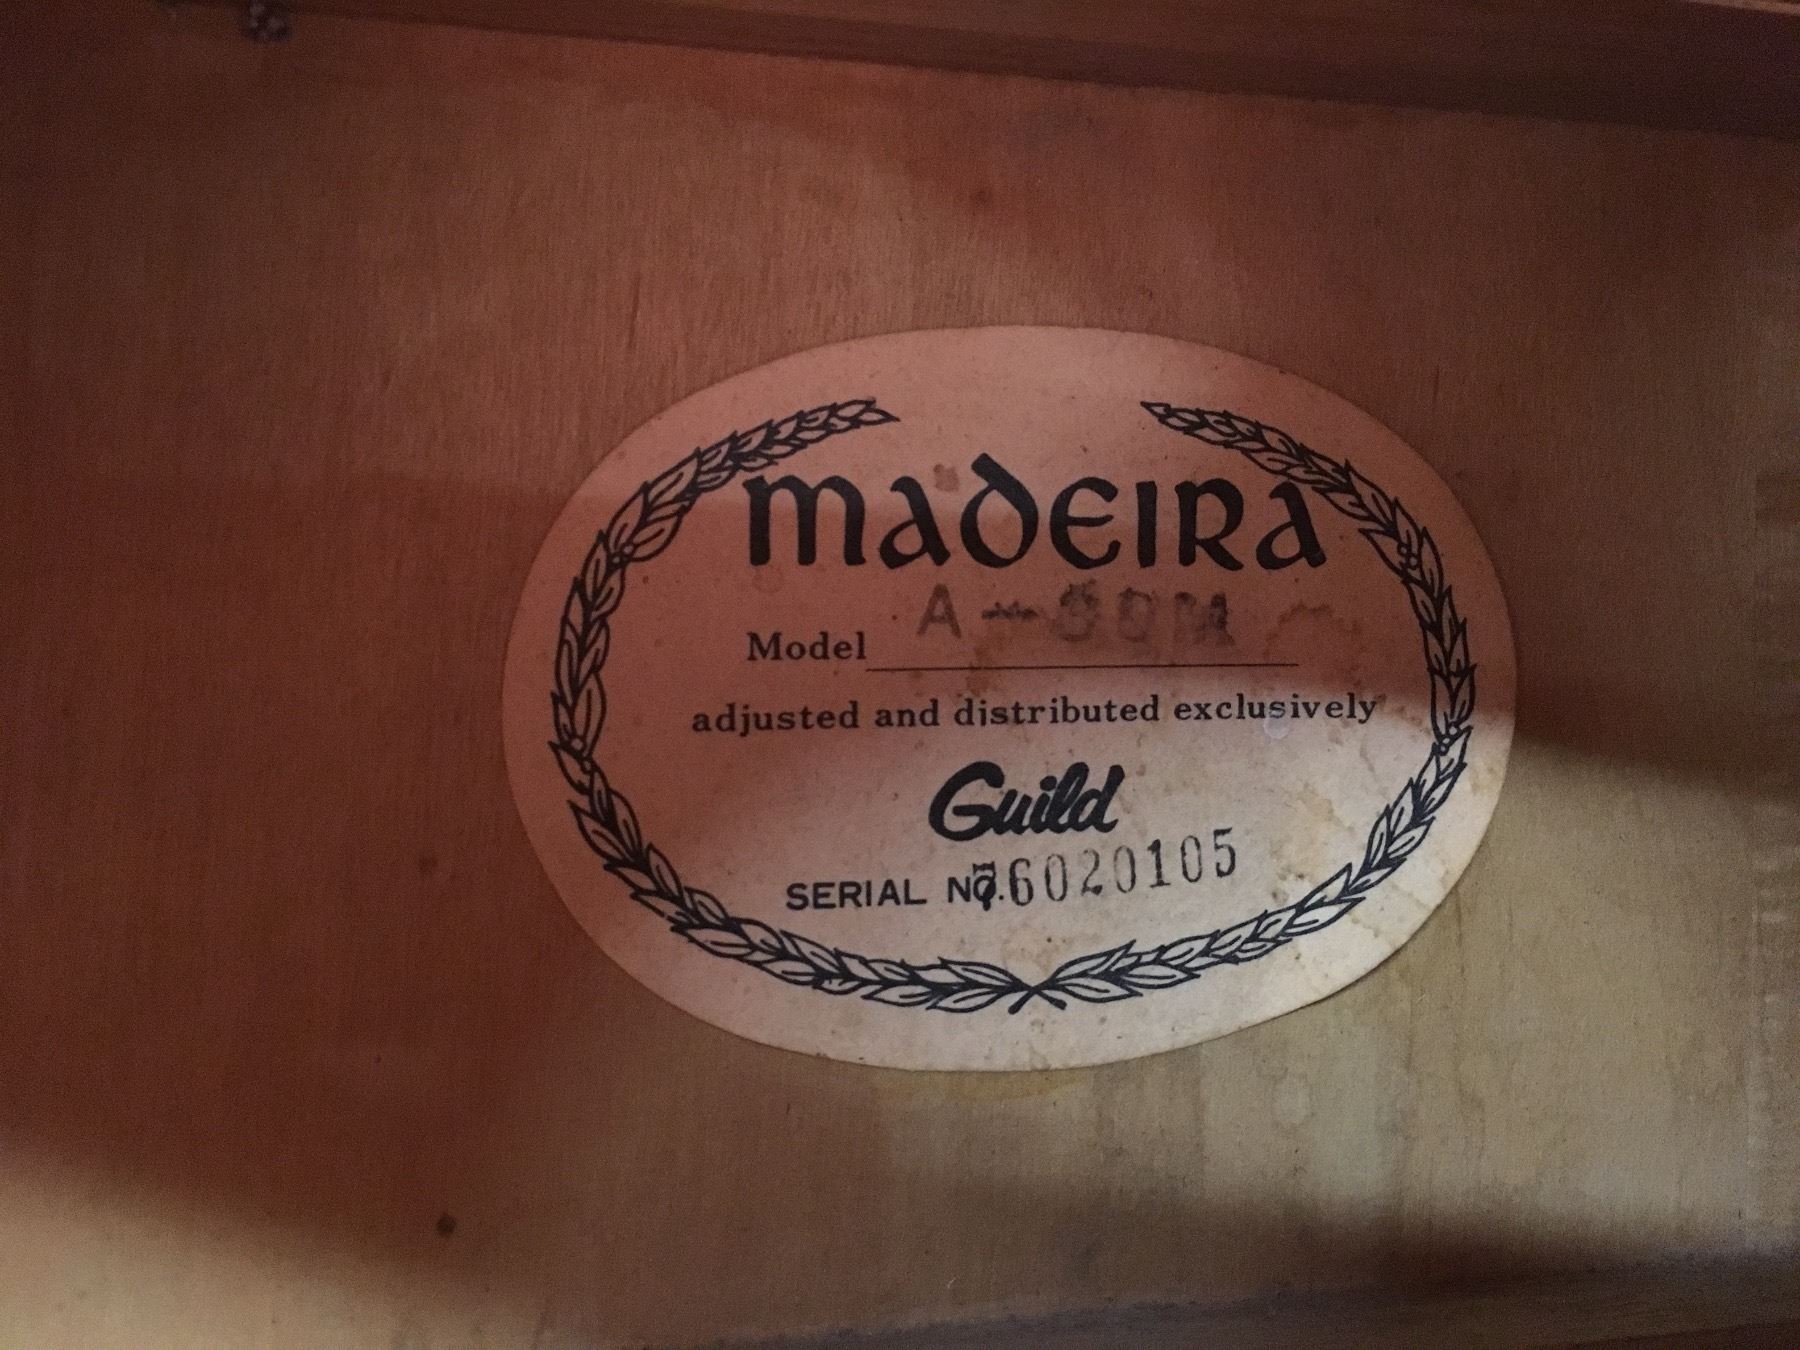 MADEIRA
Model A-
adjusted and distributed exclusively
Guild
SERIAL NO. 76020105